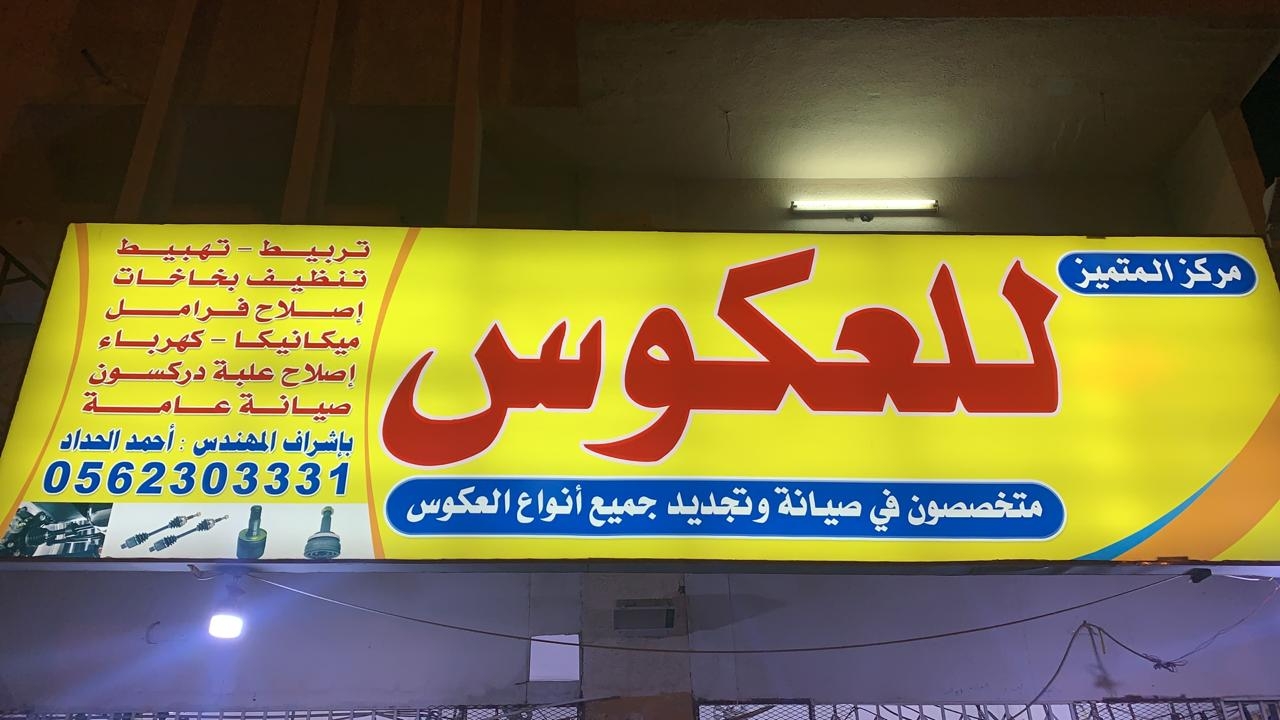 مركز المتميز
للعكوس
متخصصون في صيانة وتجديد جميع أنواع العكوس
تربيط - تهبيط
تنظيف بخاخات
إصلاح فرامل
ميكانيكا - كهرباء
إصلاح علبة دركسون
صيانة عامة
بإشراف المهندس : أحمد الحداد
0562303331